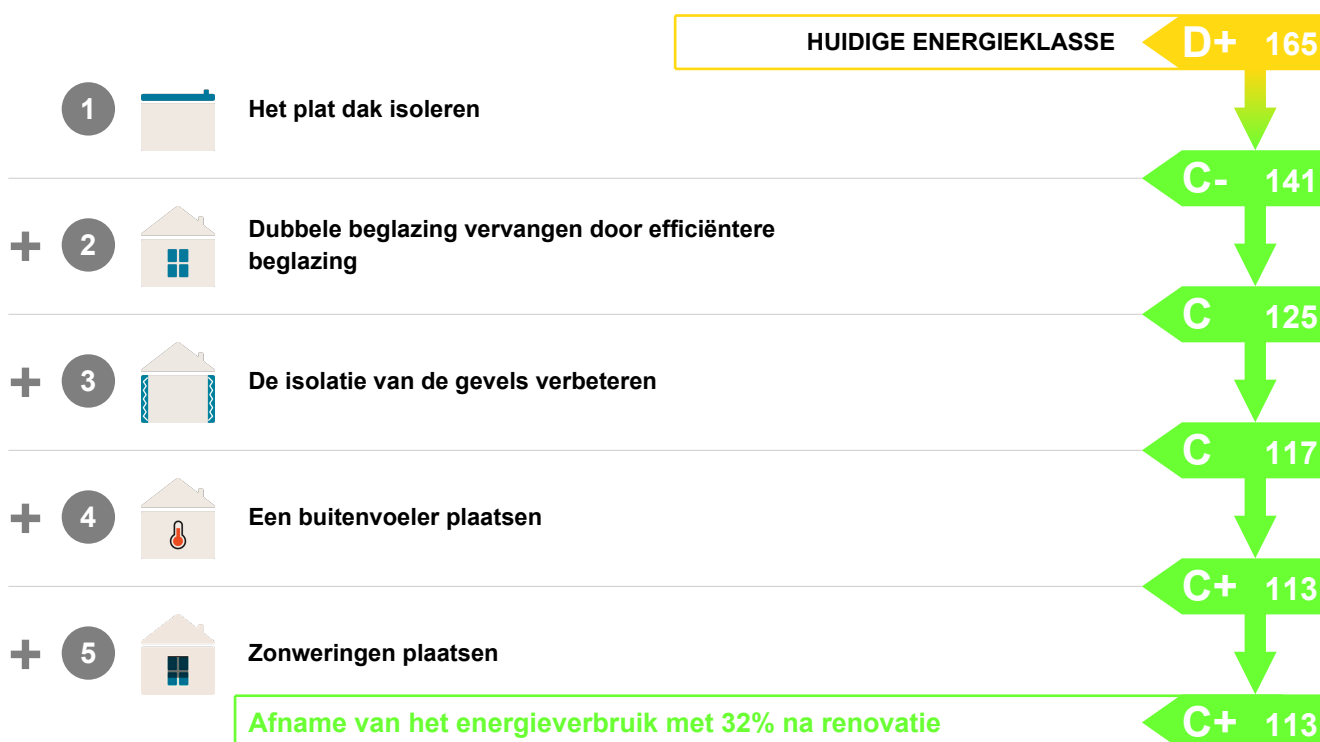 HUIDIGE ENERGIEKLASSE D+ 165
1 Het plat dak isoleren
C- 141
+ 2 Dubbele beglazing vervangen door efficiëntere
beglazing
C 125
+ 3 De isolatie van de gevels verbeteren
C 117
+ 4 Een buitenvoeler plaatsen
C+ 113
+ 5 Zonweringen plaatsen
Afname van het energieverbruik met 32% na renovatie C+ 113